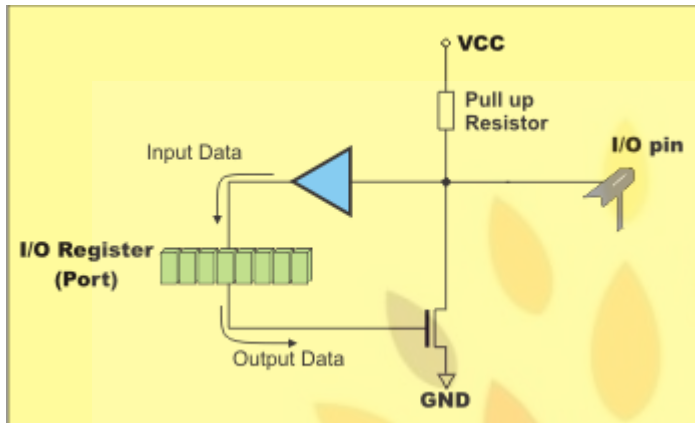 VCC
Pull up
Resistor
I/O pin
Input Data
I/O Register
(Port)
Output Data
GND